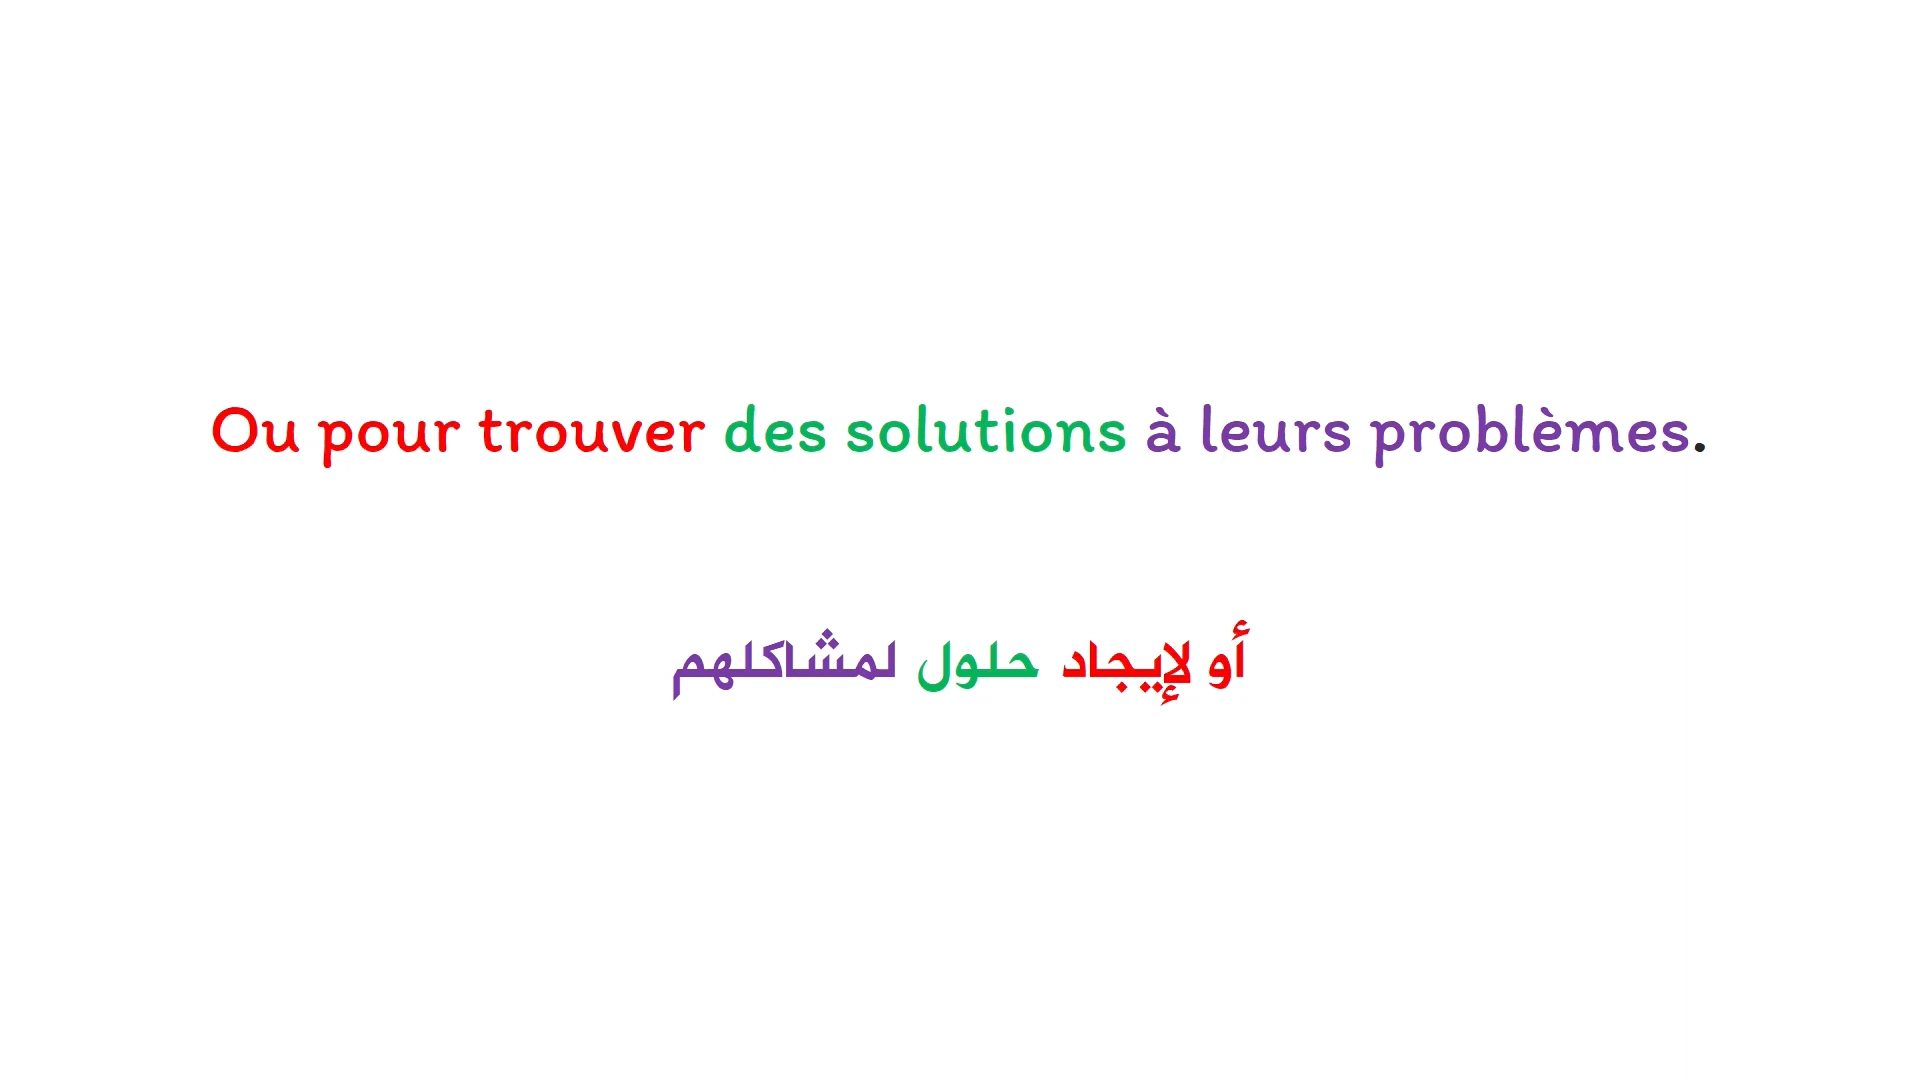 Ou pour trouver des solutions à leurs problèmes.
أو لإيجاد حلول لمشاكلهم